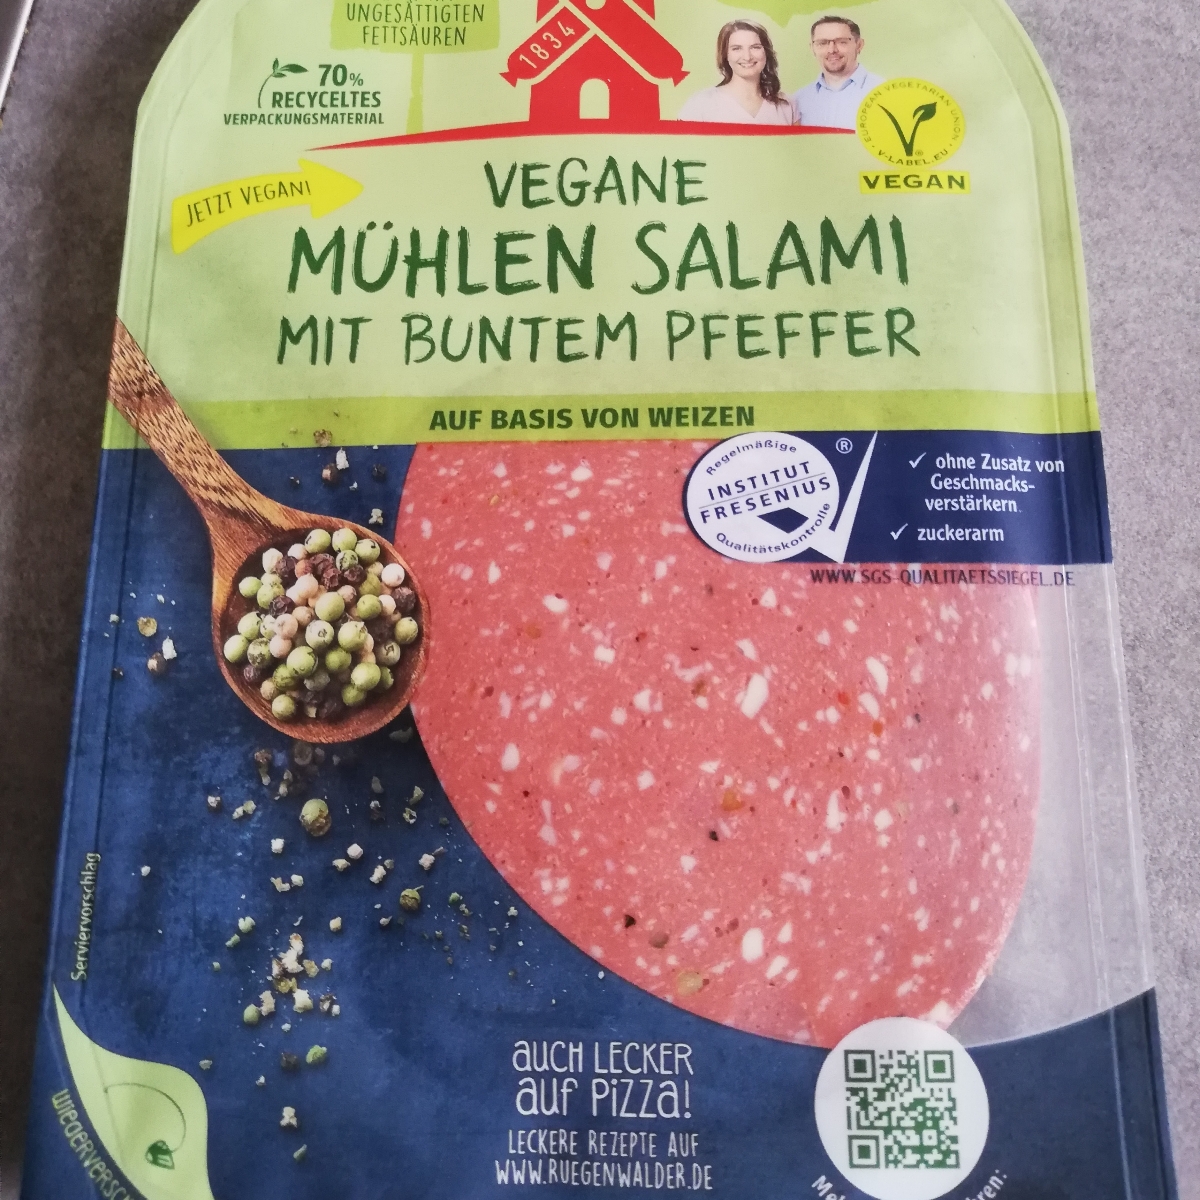 UNGESÄTTIGTEN
FETTSÄUREN
1834
70%
RECYCELTES
VERPACKUNGSMATERIAL
EUROPEAN VEGETARIAN UNION
V-LABEL.EU
VEGAN
JETZT VEGAN!
VEGANE
MÜHLEN SALAMI
MIT BUNTEM PFEFFER
AUF BASIS VON WEIZEN
Regelmäßige
INSTITUT
FRESENIUS
Qualitätskontrolle
®
✓ ohne Zusatz von
Geschmacks-
verstärkern.
✓ zuckerarm
WWW.SGS-QUALITAETSSIEGEL.DE
Serviervorschlag
AUCH LECKER
AUF PIZZA!
LECKERE REZEPTE AUF
WWW.RUEGENWALDER.DE